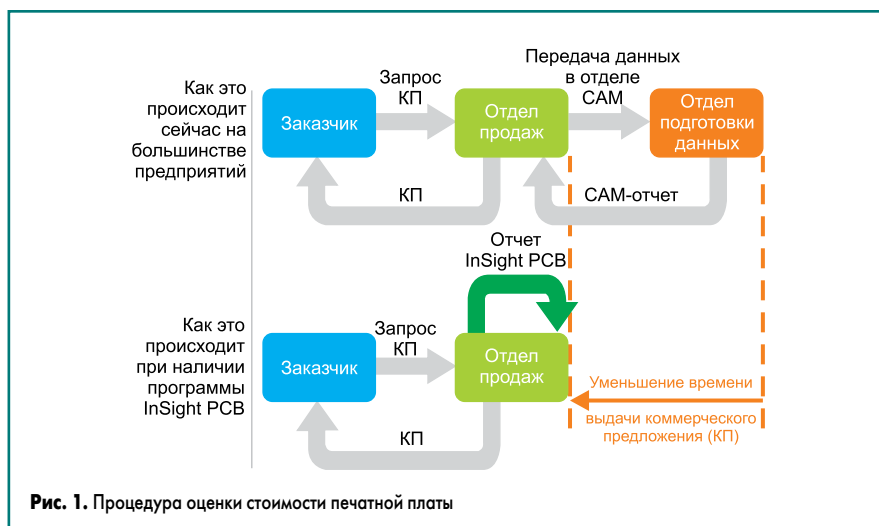 Как это
происходит
сейчас на
большинстве
предприятий
Заказчик
Запрос
КП
Отдел
продаж
Передача данных
в отделе
САМ
Отдел
подготовки
данных
КП
САМ-отчет
Отчет
InSight PCB
Как это
происходит
при наличии
программы
InSight PCB
Заказчик
Запрос
КП
Отдел
продаж
КП
Уменьшение времени
выдачи коммерческого
предложения (КП)
Рис. 1. Процедура оценки стоимости печатной платы